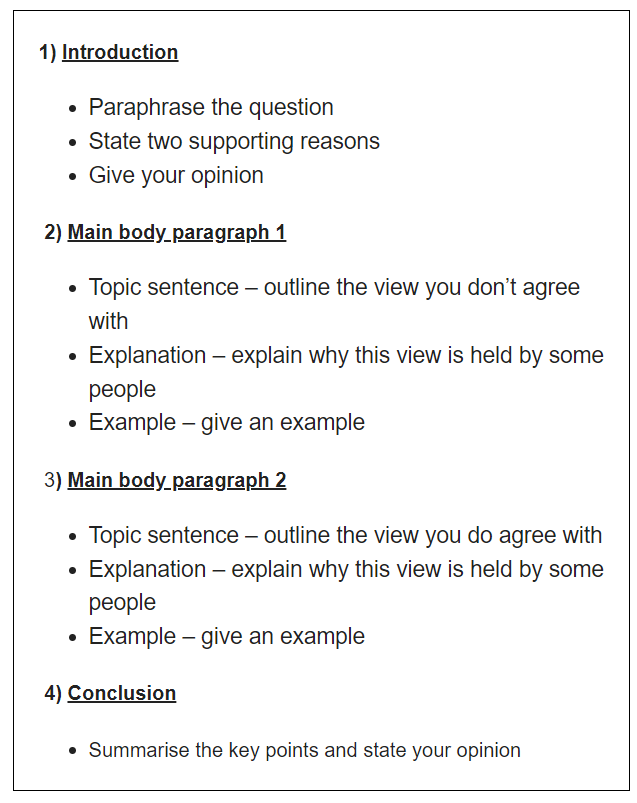 1) Introduction
• Paraphrase the question
• State two supporting reasons
• Give your opinion
2) Main body paragraph 1
• Topic sentence – outline the view you don’t agree
with
• Explanation – explain why this view is held by some
people
• Example – give an example
3) Main body paragraph 2
• Topic sentence – outline the view you do agree with
• Explanation – explain why this view is held by some
people
• Example – give an example
4) Conclusion
• Summarise the key points and state your opinion